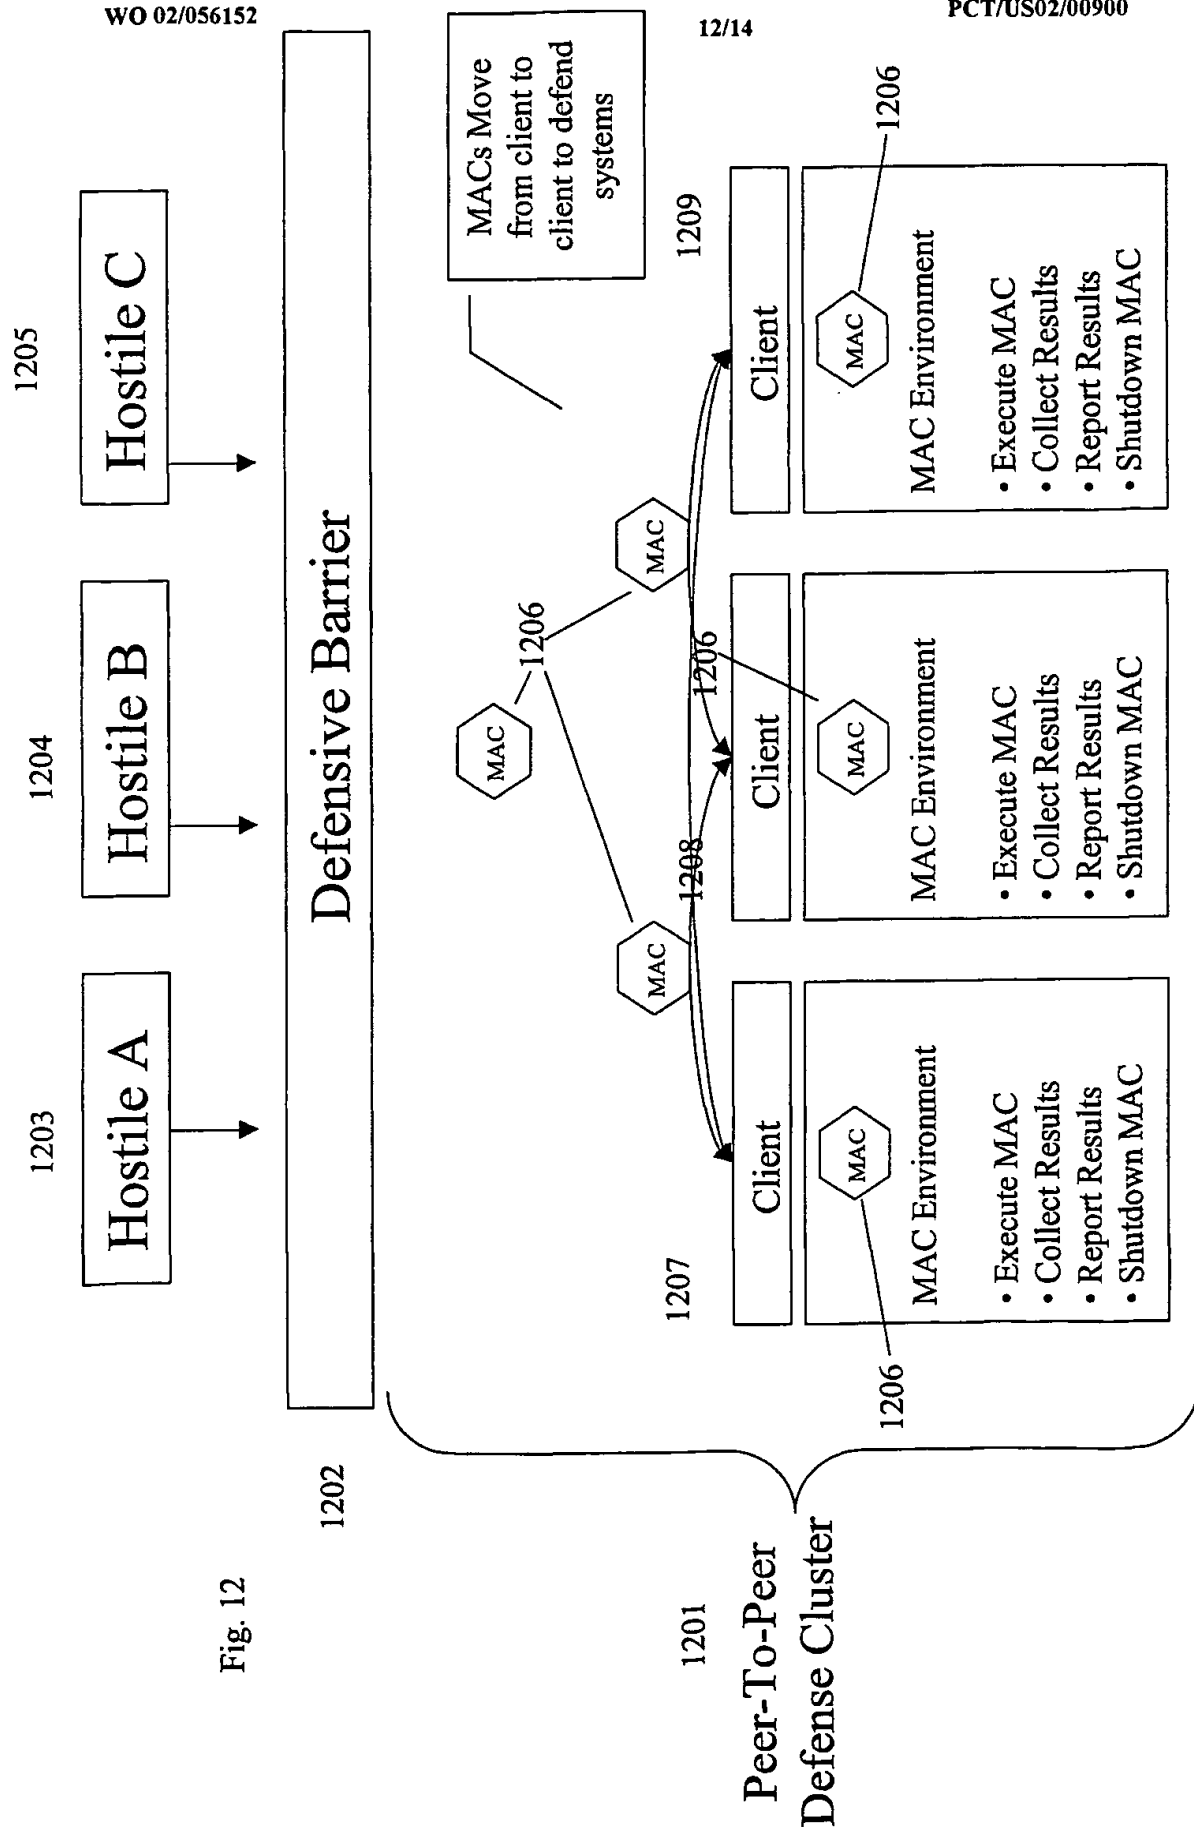 WO 02/056152
12/14
PCT/US02/00900
Fig. 12
1203
1204
1205
Hostile A
Hostile B
Hostile C
1202
Defensive Barrier
MACs Move
from client to
client to defend
systems
MAC
1206
MAC
MAC
1201
Peer-To-Peer
Defense Cluster
1207
1208
1206
1209
Client
Client
Client
1206
MAC
MAC
MAC
1206
MAC Environment
• Execute MAC
• Collect Results
• Report Results
• Shutdown MAC
MAC Environment
• Execute MAC
• Collect Results
• Report Results
• Shutdown MAC
MAC Environment
• Execute MAC
• Collect Results
• Report Results
• Shutdown MAC